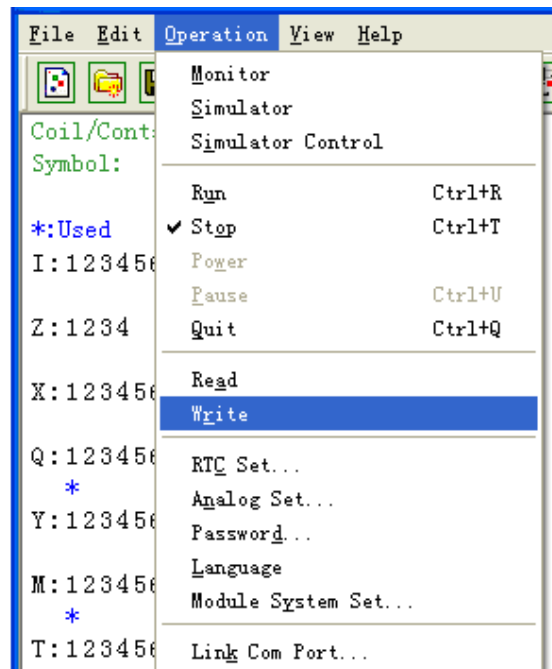 File Edit Operation View Help
Monitor
Simulator
Simulator Control
Run Ctrl+R
Stop Ctrl+T
Power
Pause Ctrl+U
Quit Ctrl+Q
Read
Write
RTC Set...
Analog Set...
Password...
Language
Module System Set...
Link Com Port...
Coil/Cont
Symbol:
*:Used
I:123456
Z:1234
X:123456
Q:123456
*
Y:123456
M:123456
*
T:123456